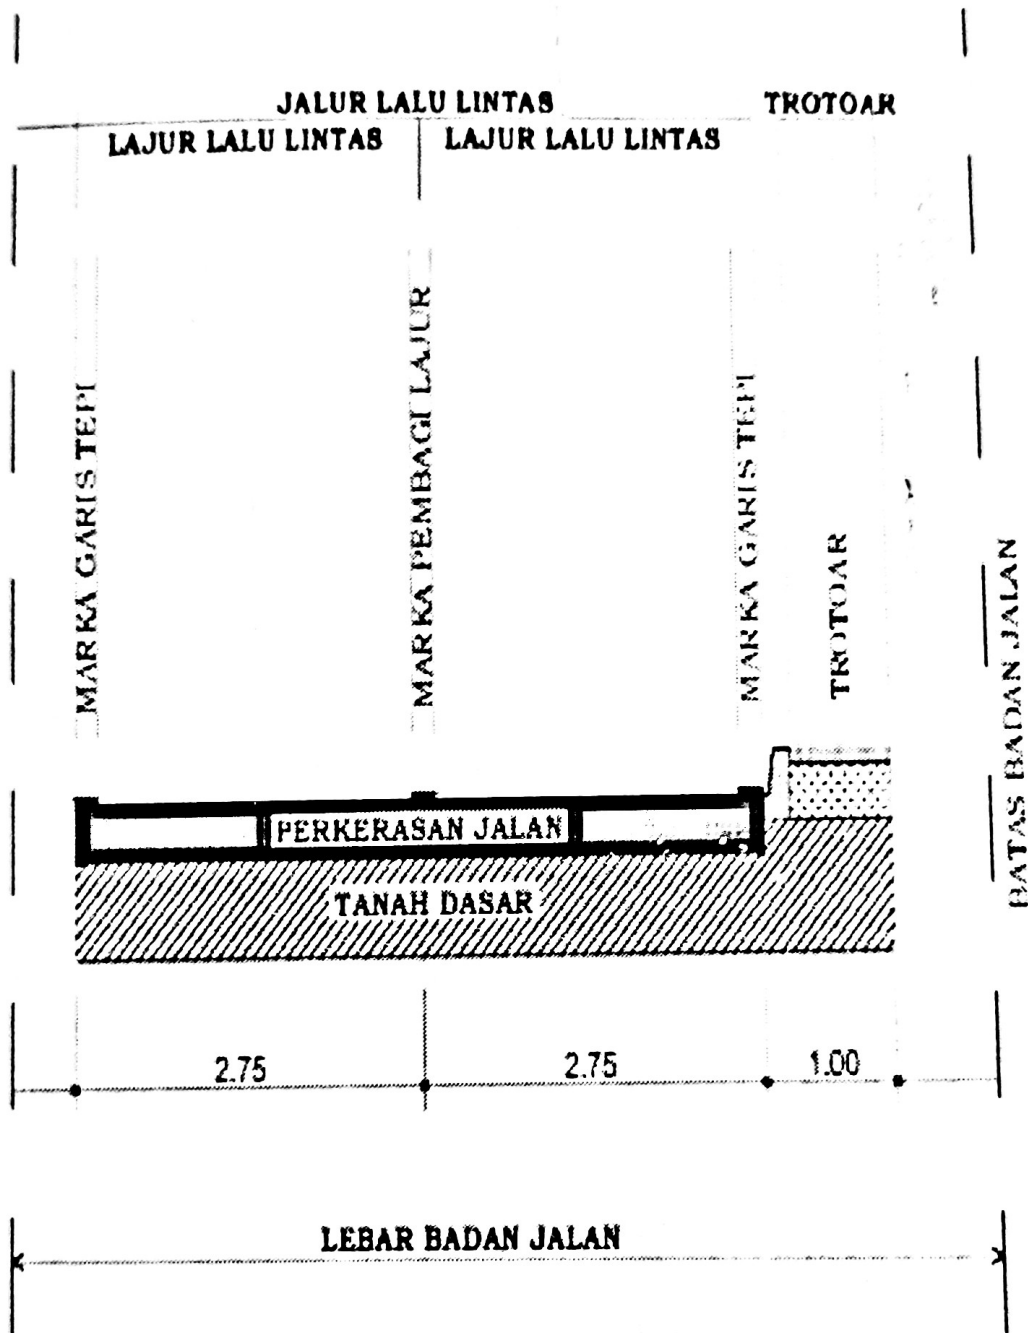 JALUR LALU LINTAS
TROTOAR
LAJUR LALU LINTAS
LAJUR LALU LINTAS
MARKA GARIS TEPI
MARKA PEMBAGI LAJUR
MARKA GARIS TEPI
TROTOAR
BATAS BADAN JALAN
PERKERASAN JALAN
TANAH DASAR
2.75
2.75
1.00
LEBAR BADAN JALAN